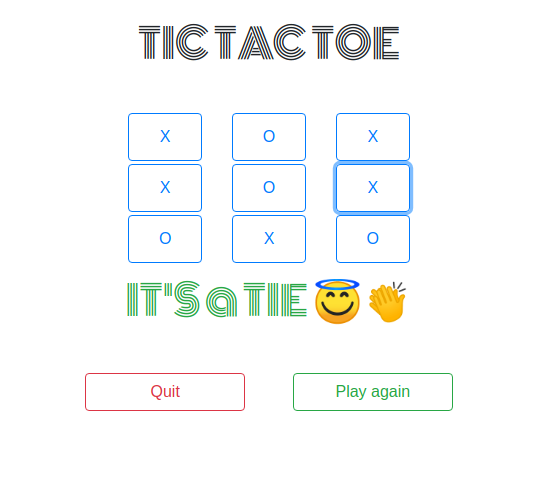 TIC TAC TOE
X O X
X O X
O X O
IT'S a TIE 😇👏
Quit Play again